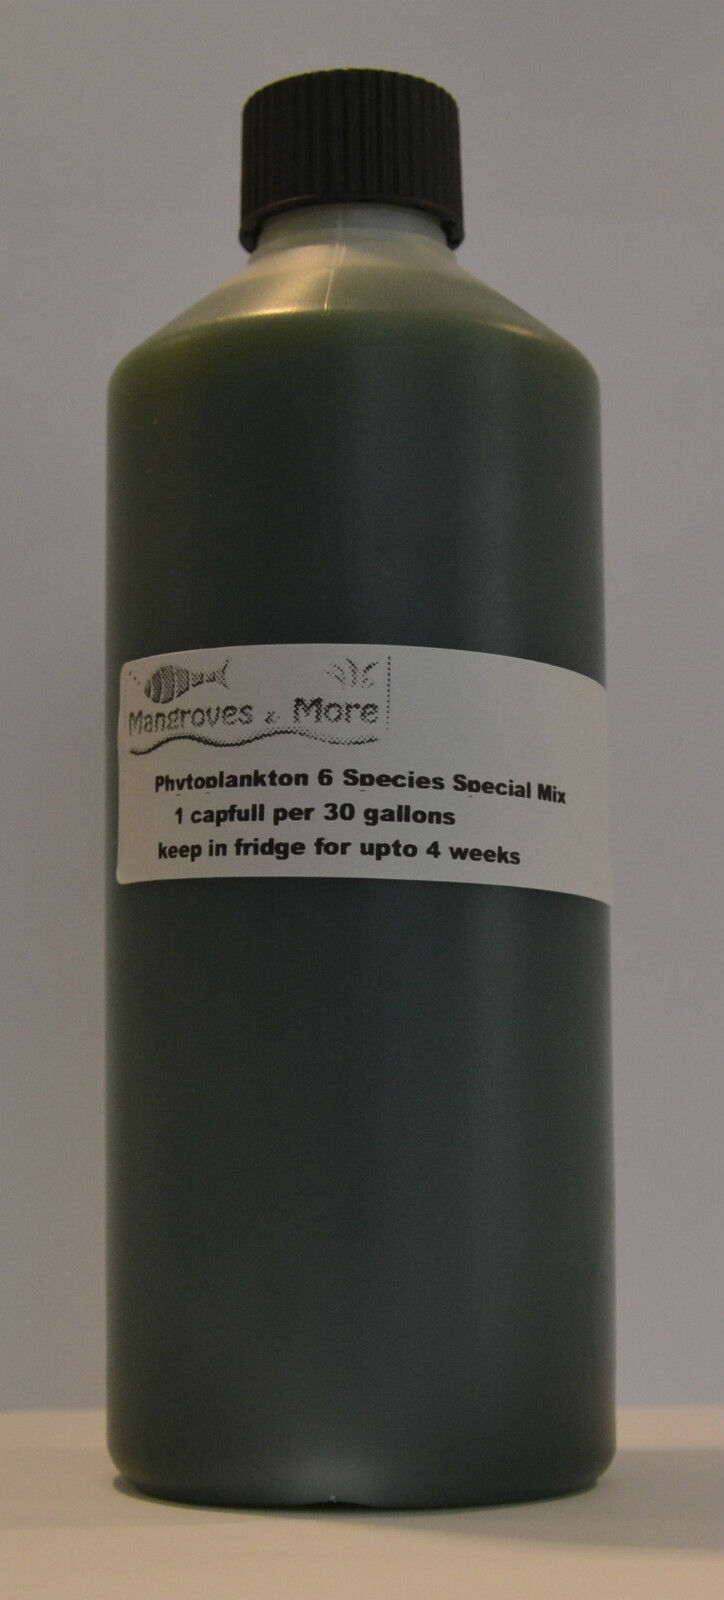 Mangroves & More
Phytoplankton 6 Species Special Mix
1 capfull per 30 gallons
keep in fridge for upto 4 weeks